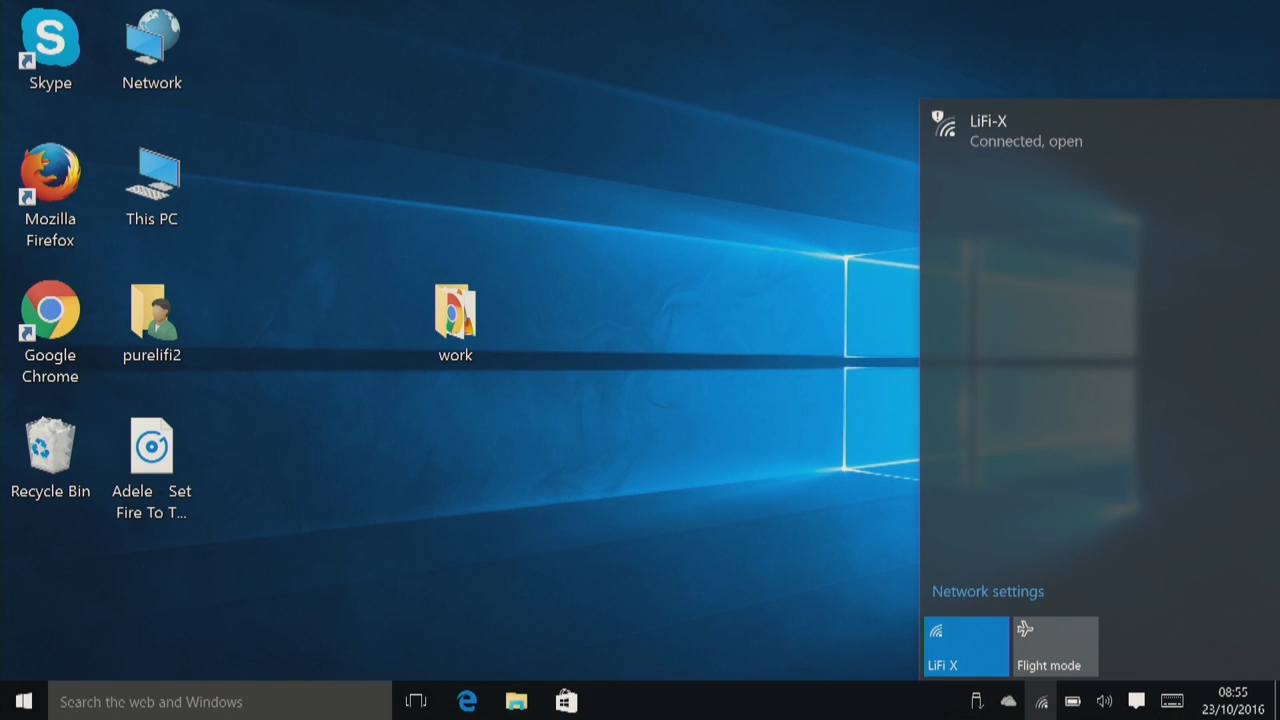 Skype
Network
Mozilla
Firefox
This PC
Google
Chrome
purelifi2
work
Recycle Bin
Adele   Set
Fire To T...
LiFi-X
Connected, open
Network settings
LiFi X
Flight mode
Search the web and Windows
08:55
23/10/2016